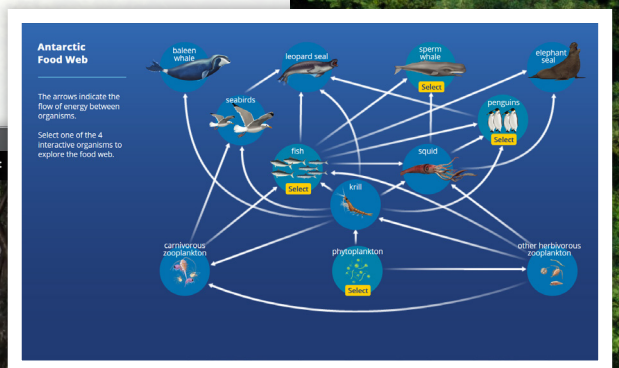 Antarctic
Food Web
The arrows indicate the
flow of energy between
organisms.
Select one of the 4
interactive organisms to
explore the food web.
baleen
whale
leopard seal
sperm
whale
Select
elephant
seal
seabirds
penguins
Select
fish
Select
squid
krill
carnivorous
zooplankton
phytoplankton
Select
other herbivorous
zooplankton